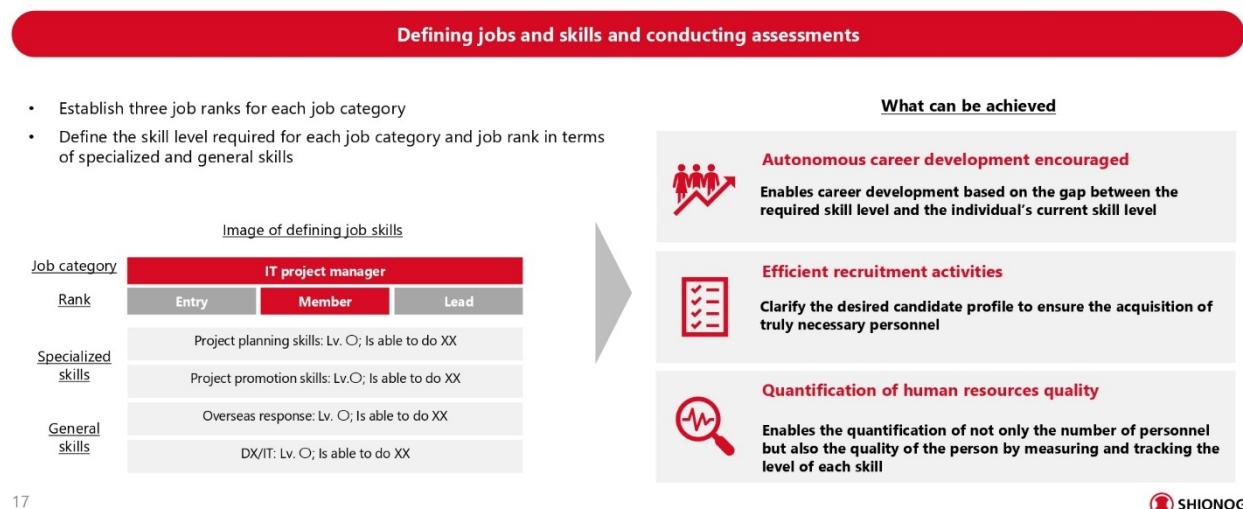 Defining jobs and skills and conducting assessments
• Establish three job ranks for each job category
• Define the skill level required for each job category and job rank in terms
of specialized and general skills
Image of defining job skills
Job category
IT project manager
Rank
Entry
Member
Lead
Specialized
skills
Project planning skills: Lv. ○; Is able to do XX
Project promotion skills: Lv.○; Is able to do XX
General
skills
Overseas response: Lv. ○; Is able to do XX
DX/IT: Lv. ○; Is able to do XX
What can be achieved
Autonomous career development encouraged
Enables career development based on the gap between the
required skill level and the individual's current skill level
Efficient recruitment activities
Clarify the desired candidate profile to ensure the acquisition of
truly necessary personnel
Quantification of human resources quality
Enables the quantification of not only the number of personnel
but also the quality of the person by measuring and tracking the
level of each skill
17
SHIONOG